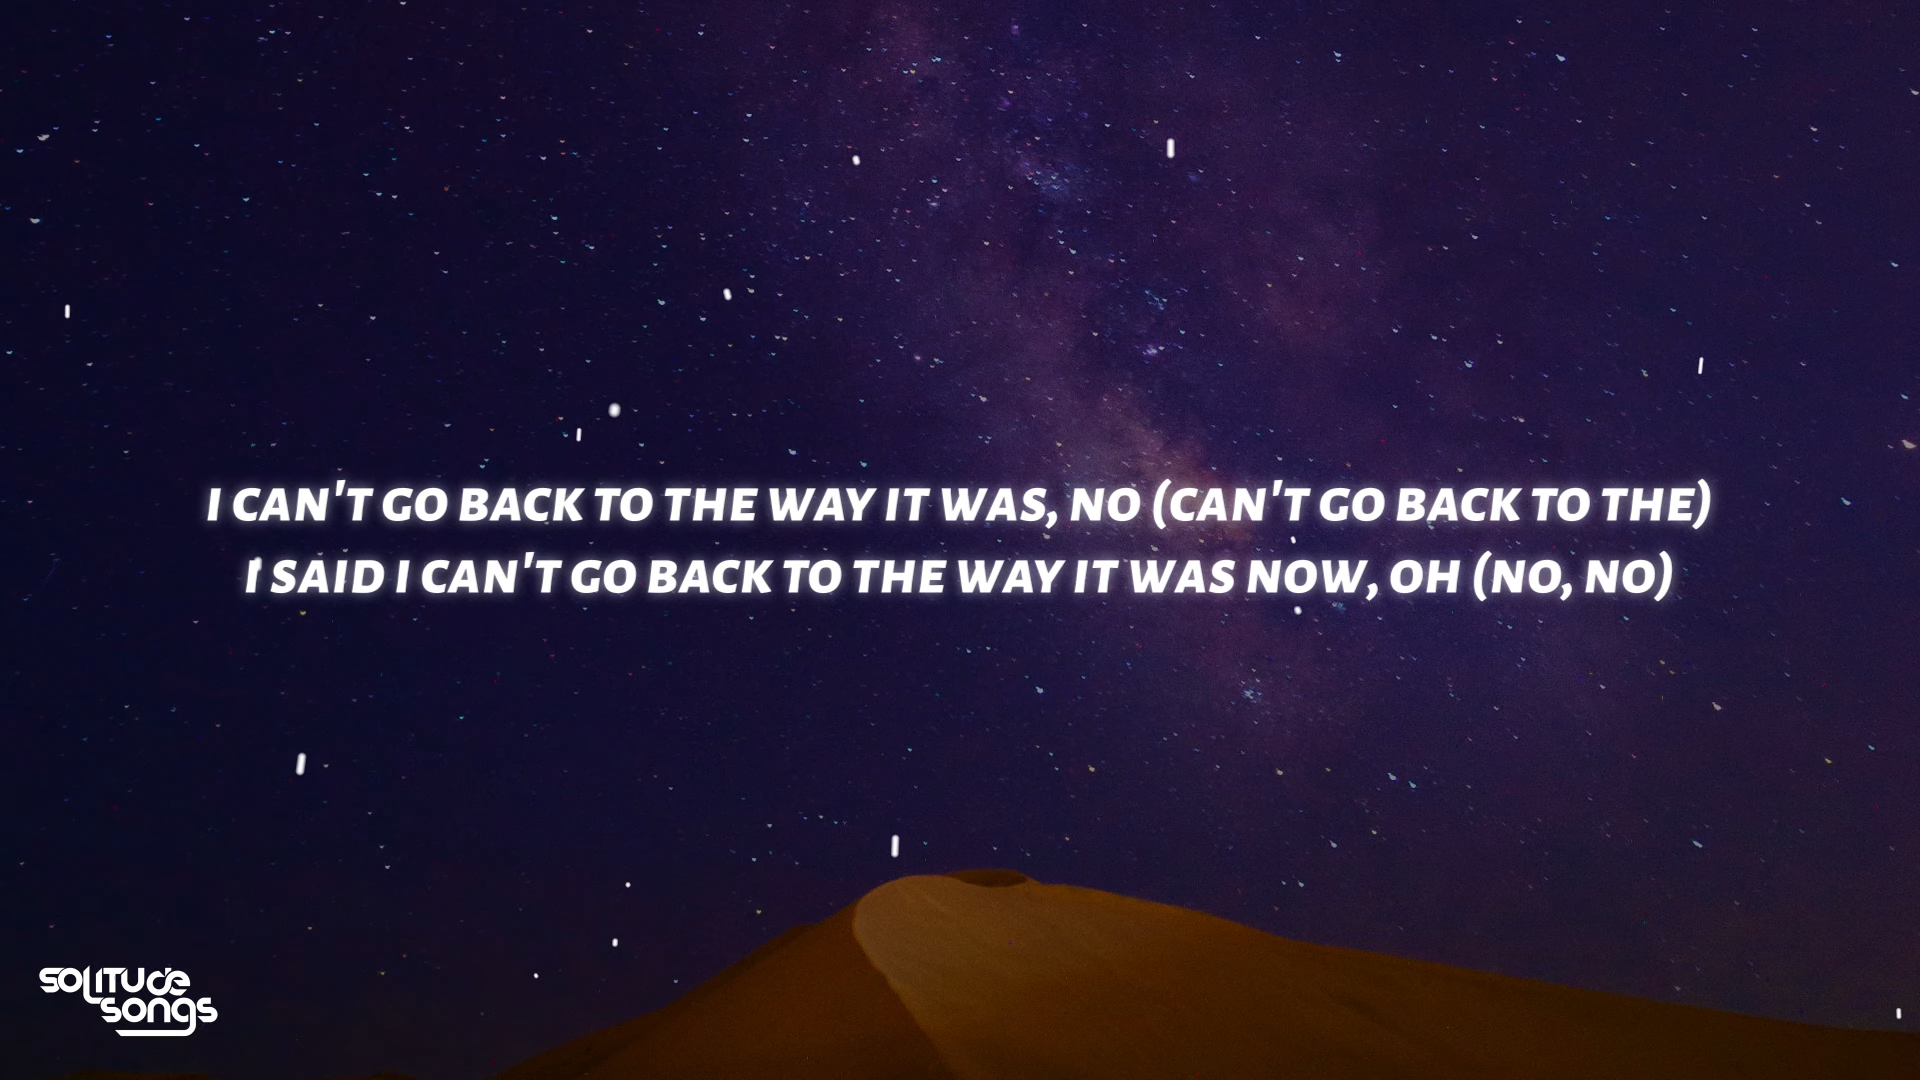 I CAN'T GO BACK TO THE WAY IT WAS, NO (CAN'T GO BACK TO THE)
I SAID I CAN'T GO BACK TO THE WAY IT WAS NOW, OH (NO, NO)
SOLITUDE
SONGS